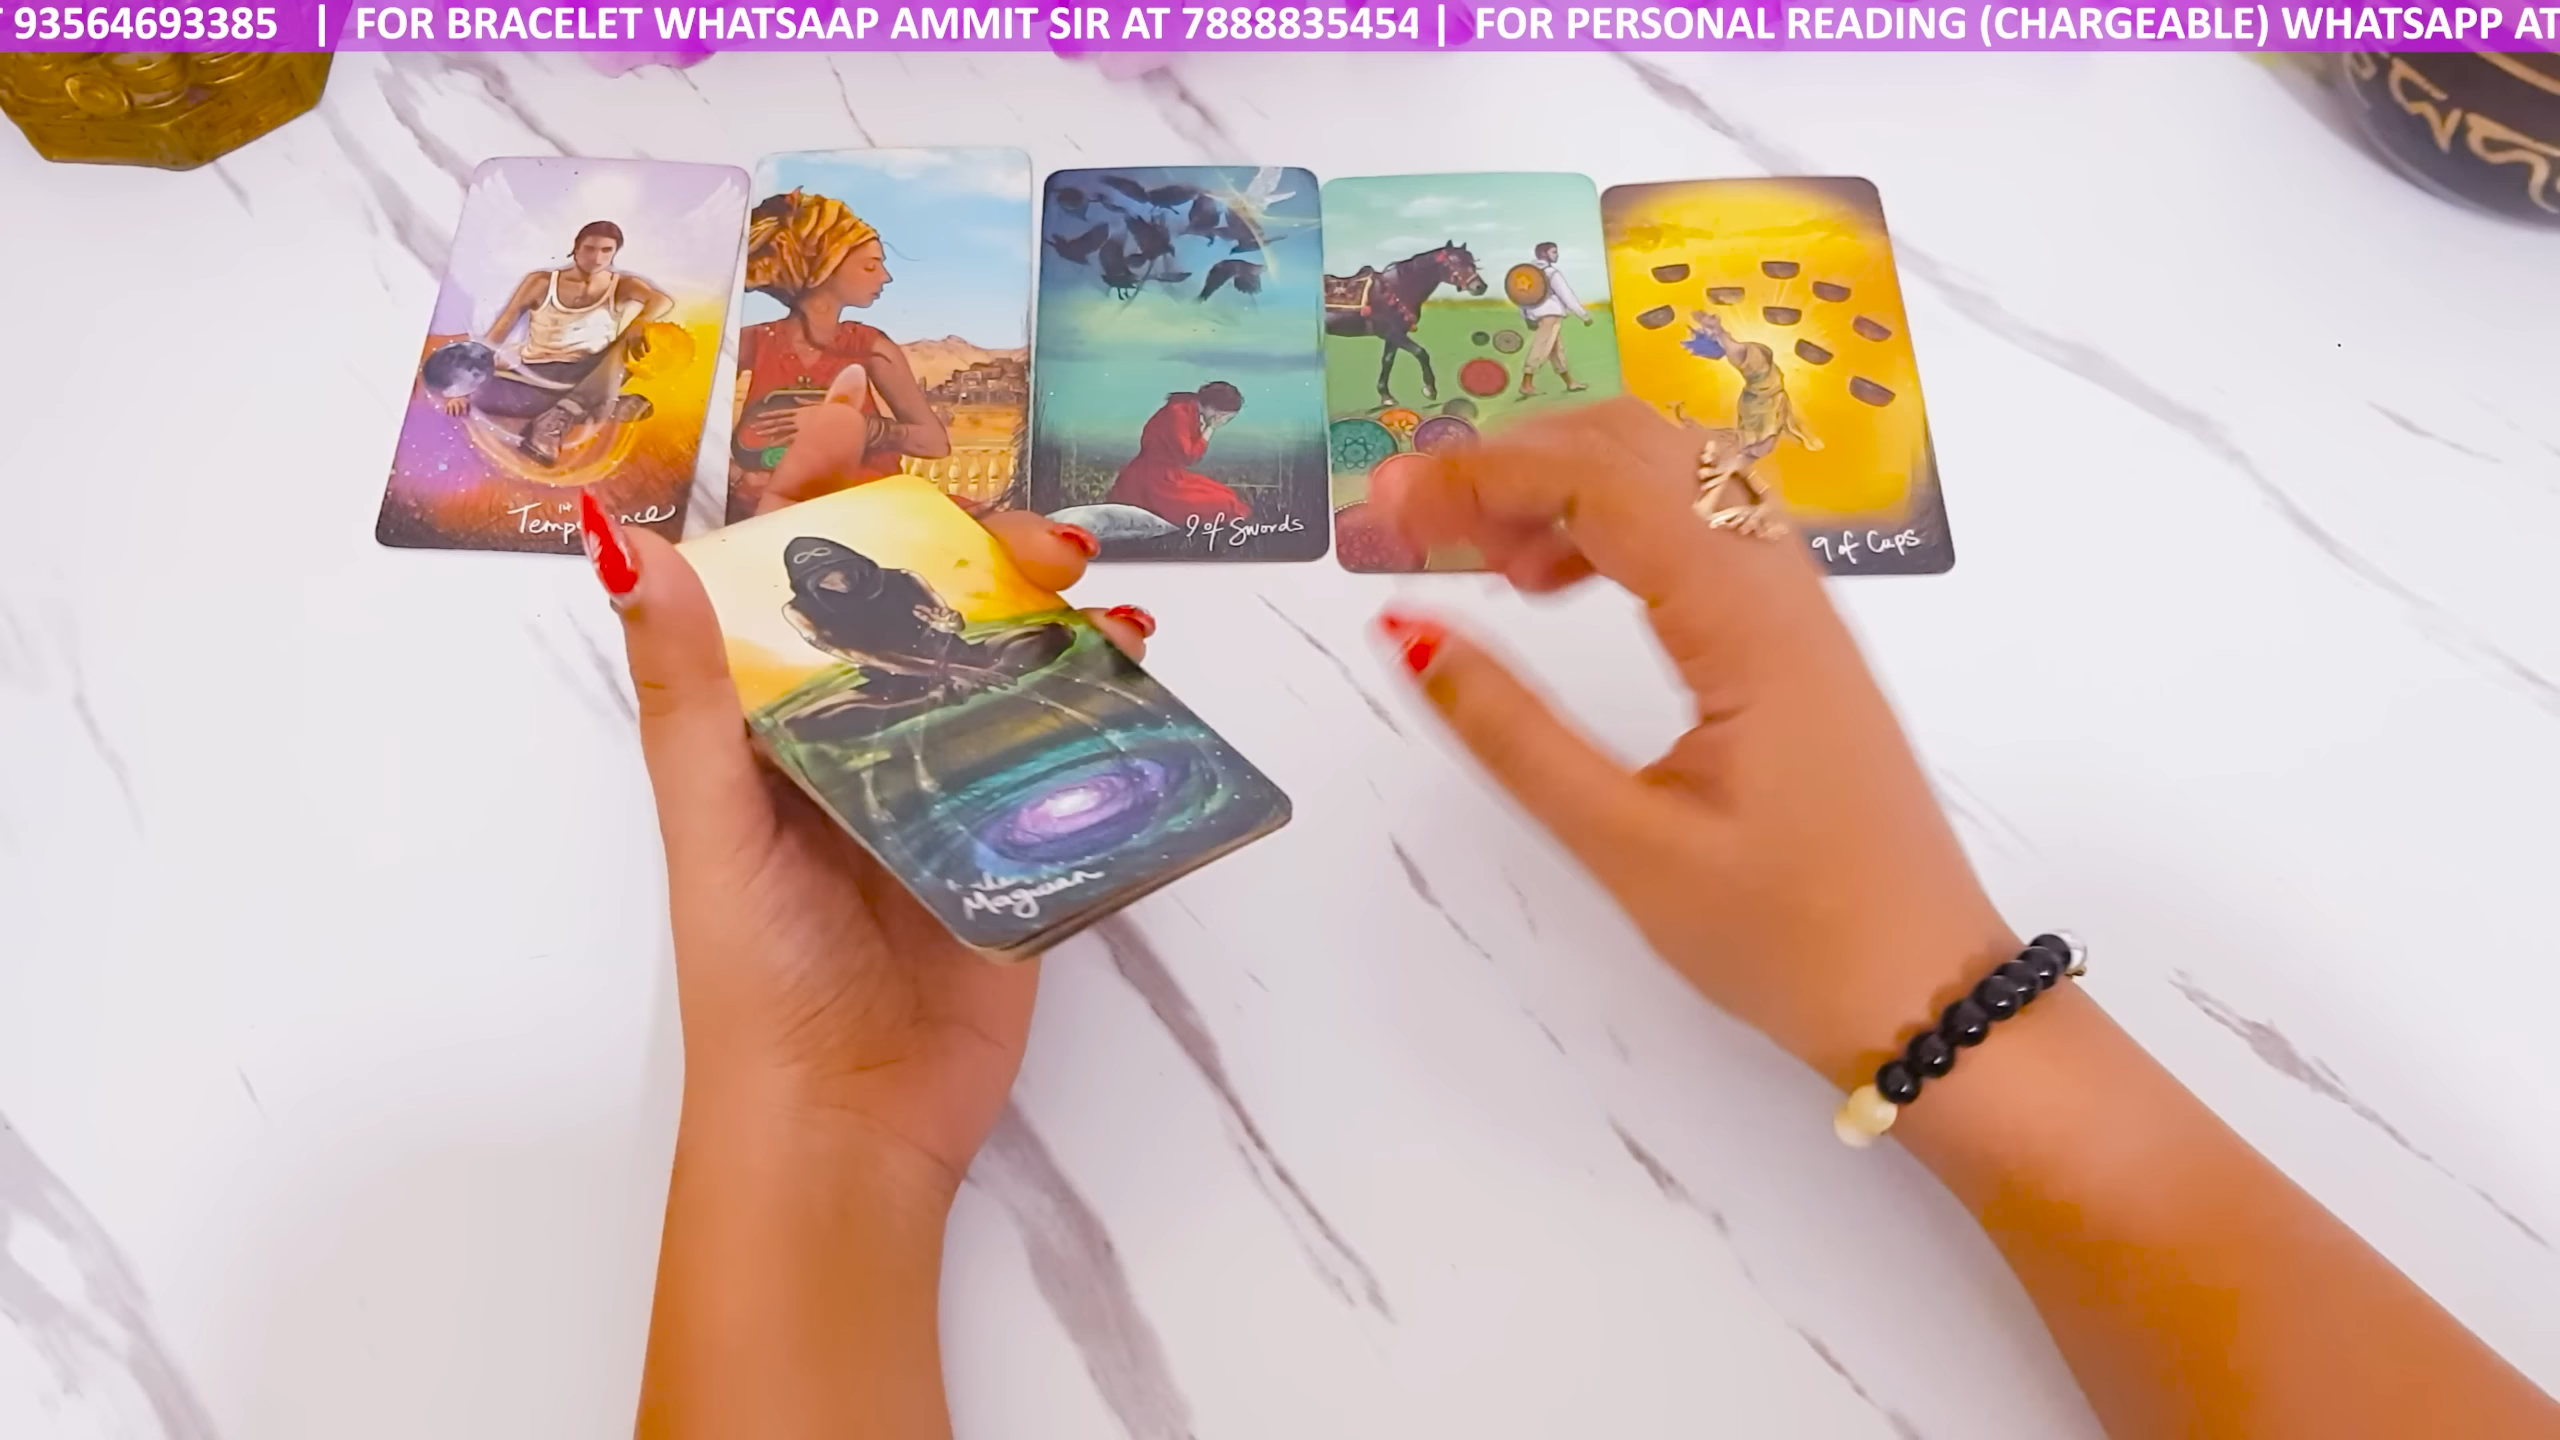 93564693385 | FOR BRACELET WHATSAAP AMMIT SIR AT 7888835454 | FOR PERSONAL READING (CHARGEABLE) WHATSAPP AT
14
9 of Swords
9 of Cups
Magician